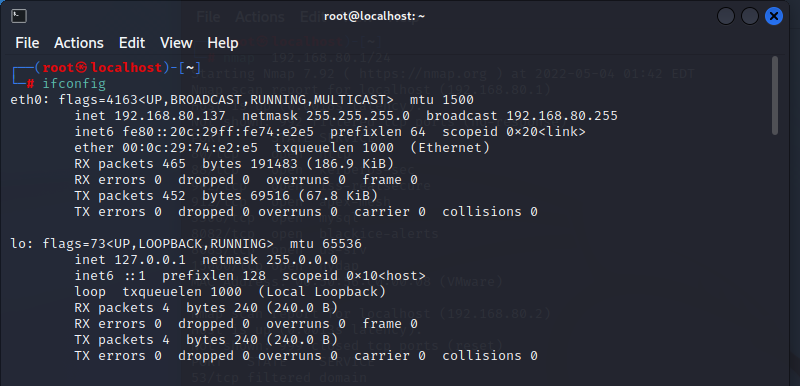 root@localhost: ~
File Actions Edit View Help
┌──(root㉿localhost)-[~]
└─# ifconfig
eth0: flags=4163<UP,BROADCAST,RUNNING,MULTICAST>  mtu 1500
        inet 192.168.80.137  netmask 255.255.255.0  broadcast 192.168.80.255
        inet6 fe80::20c:29ff:fe74:e2e5  prefixlen 64  scopeid 0×20<link>
        ether 00:0c:29:74:e2:e5  txqueuelen 1000  (Ethernet)
        RX packets 465  bytes 191483 (186.9 KiB)
        RX errors 0  dropped 0  overruns 0  frame 0
        TX packets 452  bytes 69516 (67.8 KiB)
        TX errors 0  dropped 0 overruns 0  carrier 0  collisions 0
lo: flags=73<UP,LOOPBACK,RUNNING>  mtu 65536
        inet 127.0.0.1  netmask 255.0.0.0
        inet6 ::1  prefixlen 128  scopeid 0×10<host>
        loop  txqueuelen 1000  (Local Loopback)
        RX packets 4  bytes 240 (240.0 B)
        RX errors 0  dropped 0  overruns 0  frame 0
        TX packets 4  bytes 240 (240.0 B)
        TX errors 0  dropped 0 overruns 0  carrier 0  collisions 0